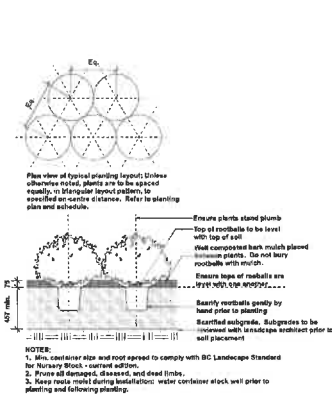 Eq.
Eq.
Plan view of typical planting layout; Unless
otherwise noted, plants are to be spaced
equally, in triangular layout pattern, to
specified on-centre distance. Refer to planting
plan and schedule.
Ensure plants stand plumb
Top of rootballs to be level
with top of soil
Well composted bark mulch placed
between plants. Do not bury
rootballs with mulch.
Ensure tops of rootballs are
level with one another
75
457 min.
Scarify rootballs gently by
hand prior to planting
Scarified subgrade. Subgrades to be
reviewed with landscape architect prior to
soil placement
NOTES:
1. Min. container size and root spread to comply with BC Landscape Standard
for Nursery Stock - current edition.
2. Prune all damaged, diseased, and dead limbs.
3. Keep roots moist during installation: water container stock well prior to
planting and following planting.